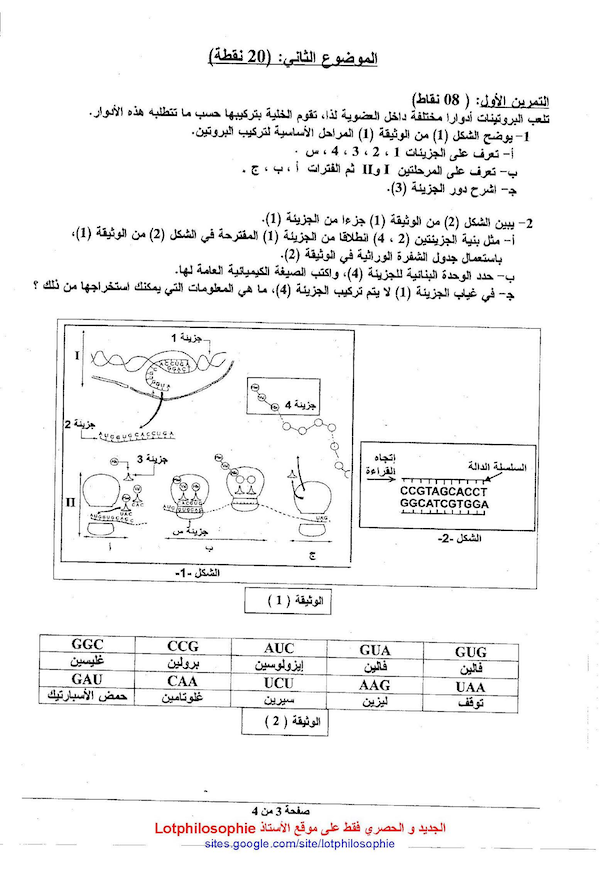 الموضوع الثاني: (20 نقطة)
التمرين الأول: ( 08 نقاط)
تلعب البروتينات أدوارا مختلفة داخل العضوية لذا، تقوم الخلية بتركيبها حسب ما تتطلبه هذه الأدوار.
1- يوضح الشكل (1) من الوثيقة (1) المراحل الأساسية لتركيب البروتين.
أ- تعرف على الجزيئات 1 ، 2 ، 3 ، 4 ، س .
ب- تعرف على المرحلتين I وII ثم الفترات أ ، ب ، ج .
ج- اشرح دور الجزيئة (3).
2- يبين الشكل (2) من الوثيقة (1) جزءا من الجزيئة (1).
أ- مثل بنية الجزيئتين (2 ، 4) انطلاقا من الجزيئة (1) المقترحة في الشكل (2) من الوثيقة (1)،
باستعمال جدول الشفرة الوراثية في الوثيقة (2).
ب- حدد الوحدة البنائية للجزيئة (4)، واكتب الصيغة الكيميائية العامة لها.
ج- في غياب الجزيئة (1) لا يتم تركيب الجزيئة (4)، ما هي المعلومات التي يمكنك استخراجها من ذلك ؟
جزيئة 1
I
ACCUGA
GGACT
جزيئة 4
جزيئة 2
AUGGUGCACCUGA
جزيئة 3
II
UAC
CAC
AUGGUGCACC
UAG
جزيئة س
أ
ب
ج
الشكل -1-
إتجاه القراءة
السلسلة الدالة
CCGTAGCACCT
GGCATCGTGGA
الشكل -2-
الوثيقة ( 1 )
GGC CCG AUC GUA GUG
غليسين برولين إيزولوسين فالين فالين
GAU CAA UCU AAG UAA
حمض الأسبارتيك غلوتامين سيرين ليزين توقف
الوثيقة ( 2 )
صفحة 3 من 4
الجديد و الحصري فقط على موقع الأستاذ Lotphilosophie
sites.google.com/site/lotphilosophie